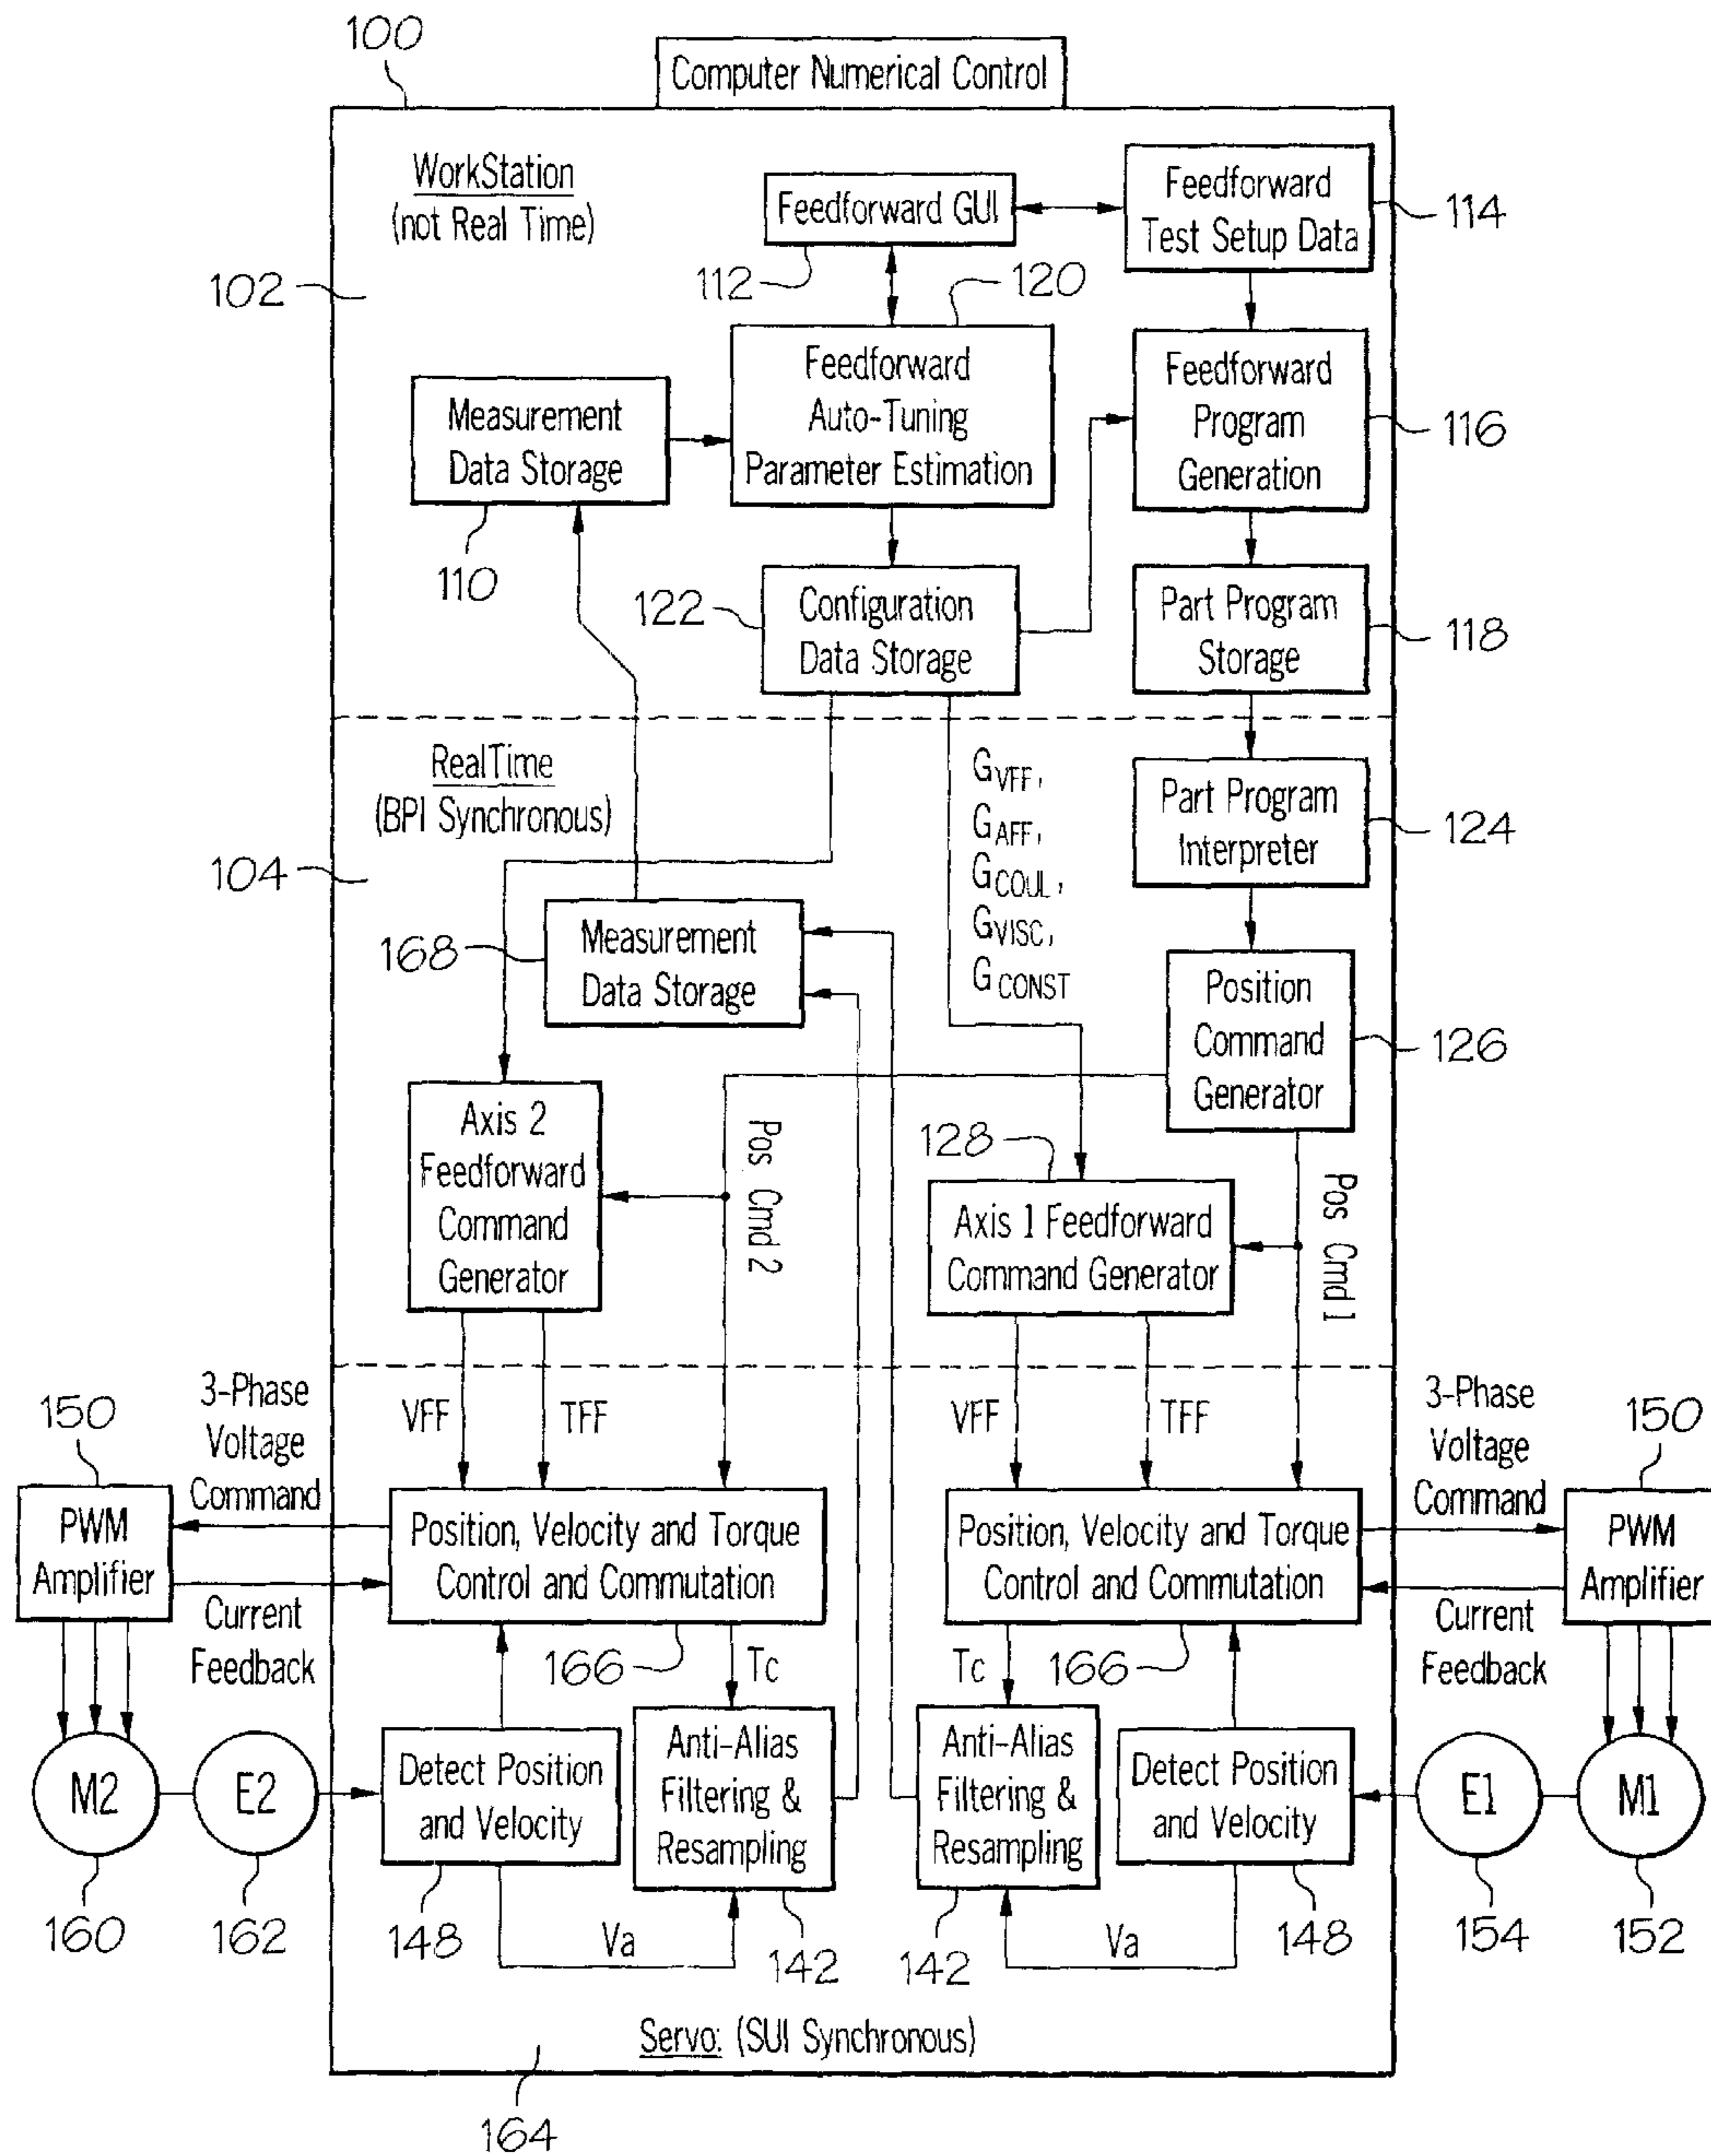 100
Computer Numerical Control
WorkStation
(not Real Time)
Feedforward GUI
Feedforward
Test Setup Data
114
102
112
120
Measurement
Data Storage
110
Feedforward
Auto-Tuning
Parameter Estimation
Feedforward
Program
Generation
116
122
Configuration
Data Storage
Part Program
Storage
118
RealTime
(BPI Synchronous)
104
GVFF,
GAFF,
GCOUL,
GVISC,
GCONST
Part Program
Interpreter
124
168
Measurement
Data Storage
Position
Command
Generator
126
Axis 2
Feedforward
Command
Generator
Pos Cmd 2
128
Axis 1 Feedforward
Command Generator
Pos Cmd 1
150
3-Phase
Voltage
Command
VFF
TFF
VFF
TFF
3-Phase
Voltage
Command
150
PWM
Amplifier
Position, Velocity and Torque
Control and Commutation
Position, Velocity and Torque
Control and Commutation
PWM
Amplifier
Current
Feedback
166
Tc
Tc
166
Current
Feedback
M2
E2
Detect Position
and Velocity
Anti-Alias
Filtering &
Resampling
Anti-Alias
Filtering &
Resampling
Detect Position
and Velocity
E1
M1
160
162
148
Va
142
142
Va
148
154
152
Servo: (SUI Synchronous)
164